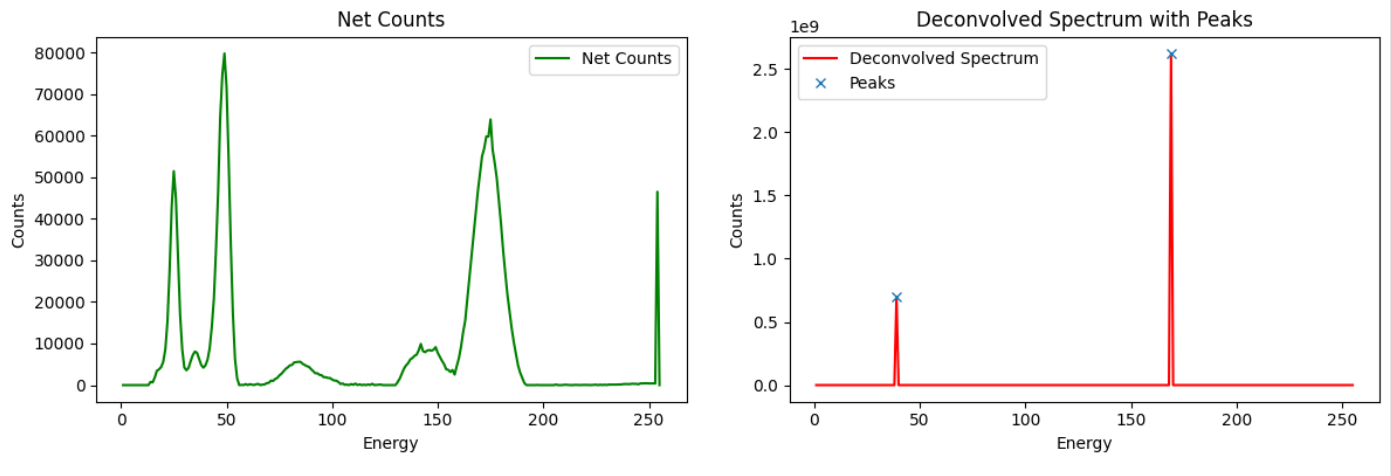 Net Counts
80000
70000
60000
50000
40000
30000
20000
10000
0
Counts
Net Counts
0
50
100
150
200
250
Energy
Deconvolved Spectrum with Peaks
1e9
2.5
2.0
1.5
1.0
0.5
0.0
Counts
Deconvolved Spectrum
Peaks
0
50
100
150
200
250
Energy